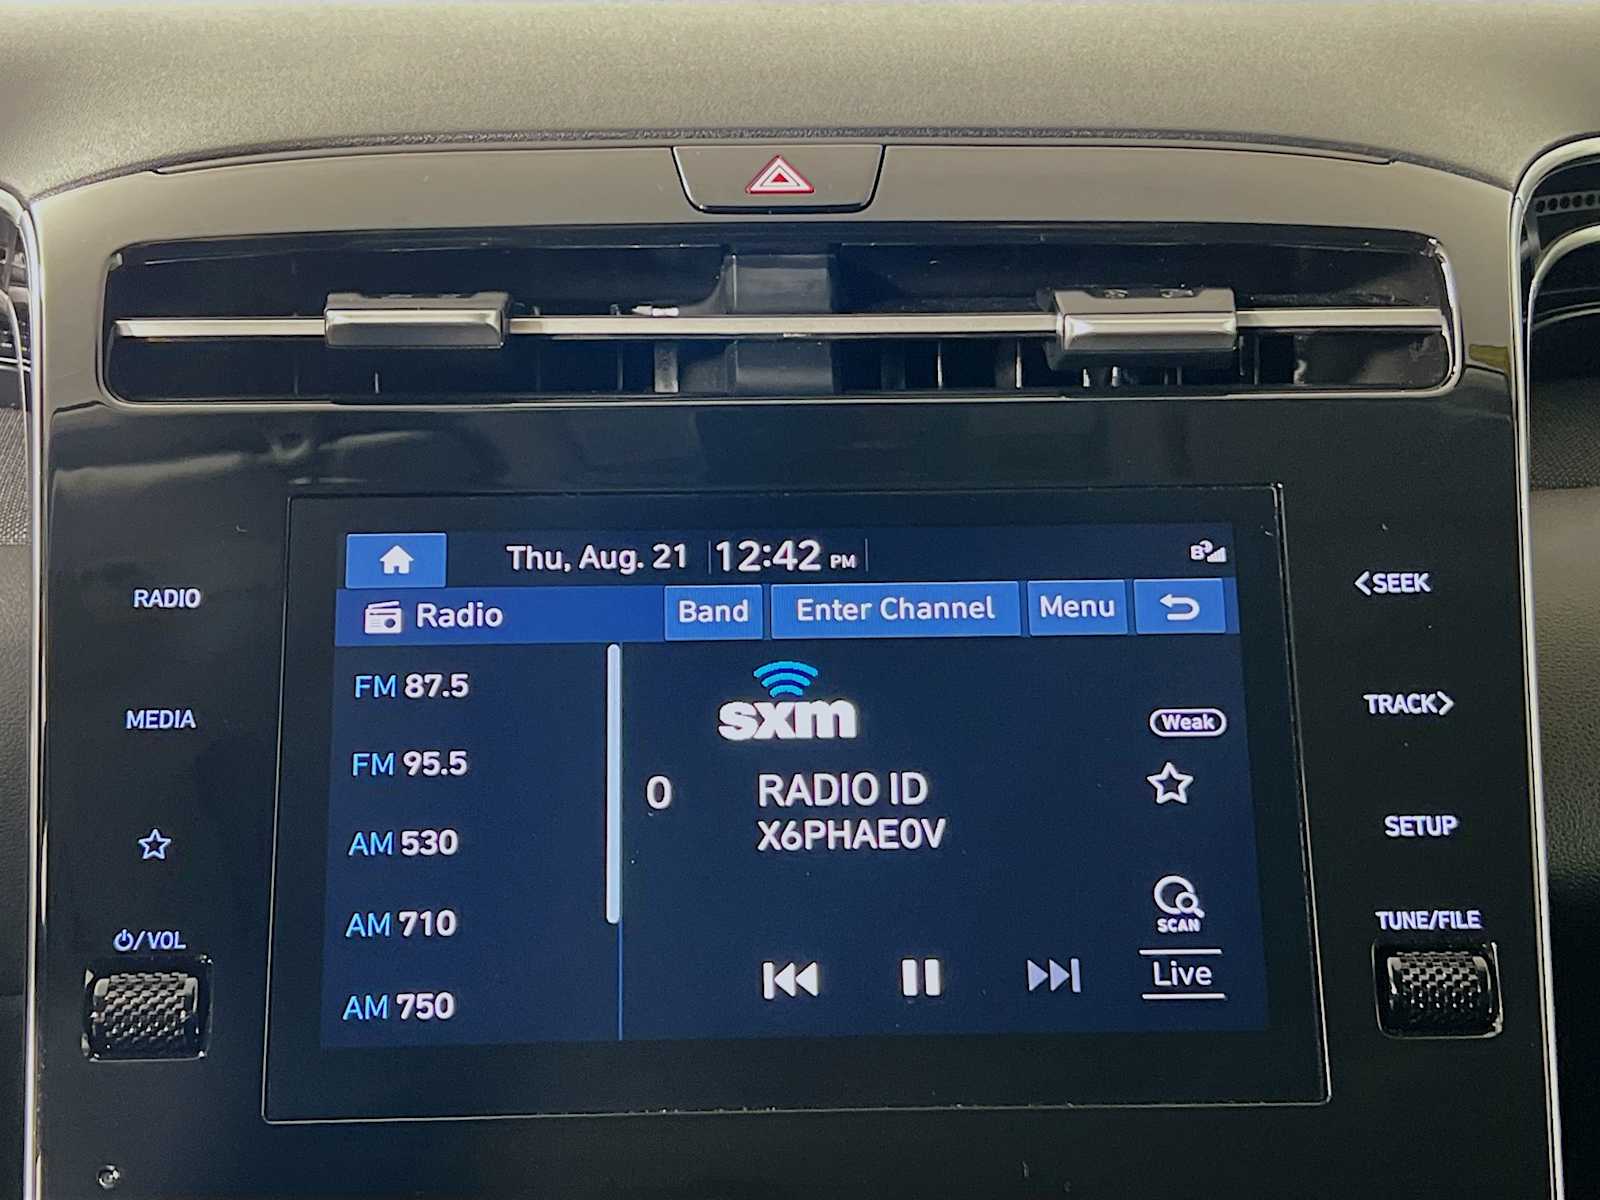 Thu, Aug. 21 12:42 PM
Radio Band Enter Channel Menu
RADIO
MEDIA
⏻/VOL
FM 87.5
FM 95.5
AM 530
AM 710
AM 750
sxm
Weak
0 RADIO ID
X6PHAE0V
SCAN
Live
<SEEK
TRACK>
SETUP
TUNE/FILE